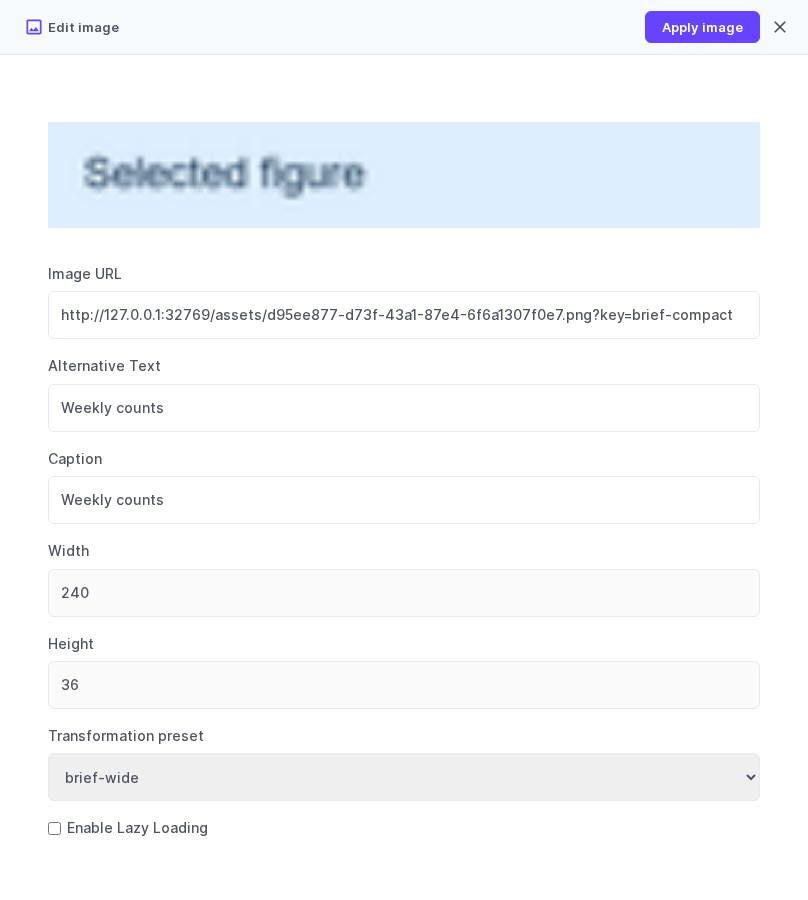 Edit image
Apply image
Selected figure
Image URL
http://127.0.0.1:32769/assets/d95ee877-d73f-43a1-87e4-6f6a1307f0e7.png?key=brief-compact
Alternative Text
Weekly counts
Caption
Weekly counts
Width
240
Height
36
Transformation preset
brief-wide
Enable Lazy Loading